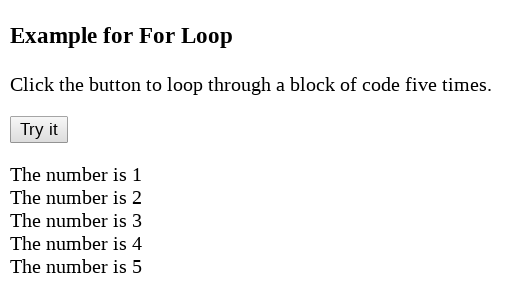 Example for For Loop
Click the button to loop through a block of code five times.
Try it
The number is 1
The number is 2
The number is 3
The number is 4
The number is 5